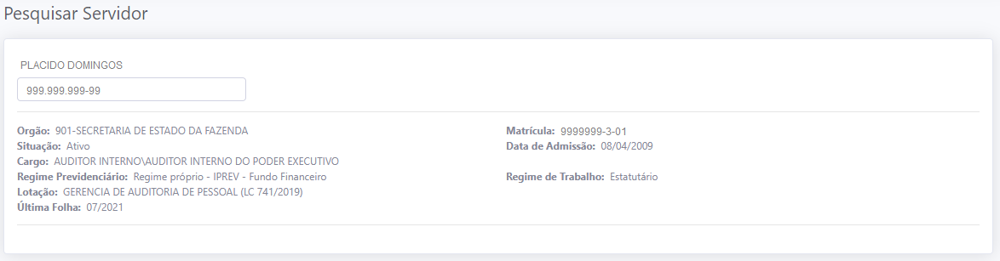 Pesquisar Servidor
PLACIDO DOMINGOS
999.999.999-99
Orgão: 901-SECRETARIA DE ESTADO DA FAZENDA
Matrícula: 9999999-3-01
Situação: Ativo
Data de Admissão: 08/04/2009
Cargo: AUDITOR INTERNO\AUDITOR INTERNO DO PODER EXECUTIVO
Regime Previdenciário: Regime próprio - IPREV - Fundo Financeiro
Regime de Trabalho: Estatutário
Lotação: GERENCIA DE AUDITORIA DE PESSOAL (LC 741/2019)
Última Folha: 07/2021